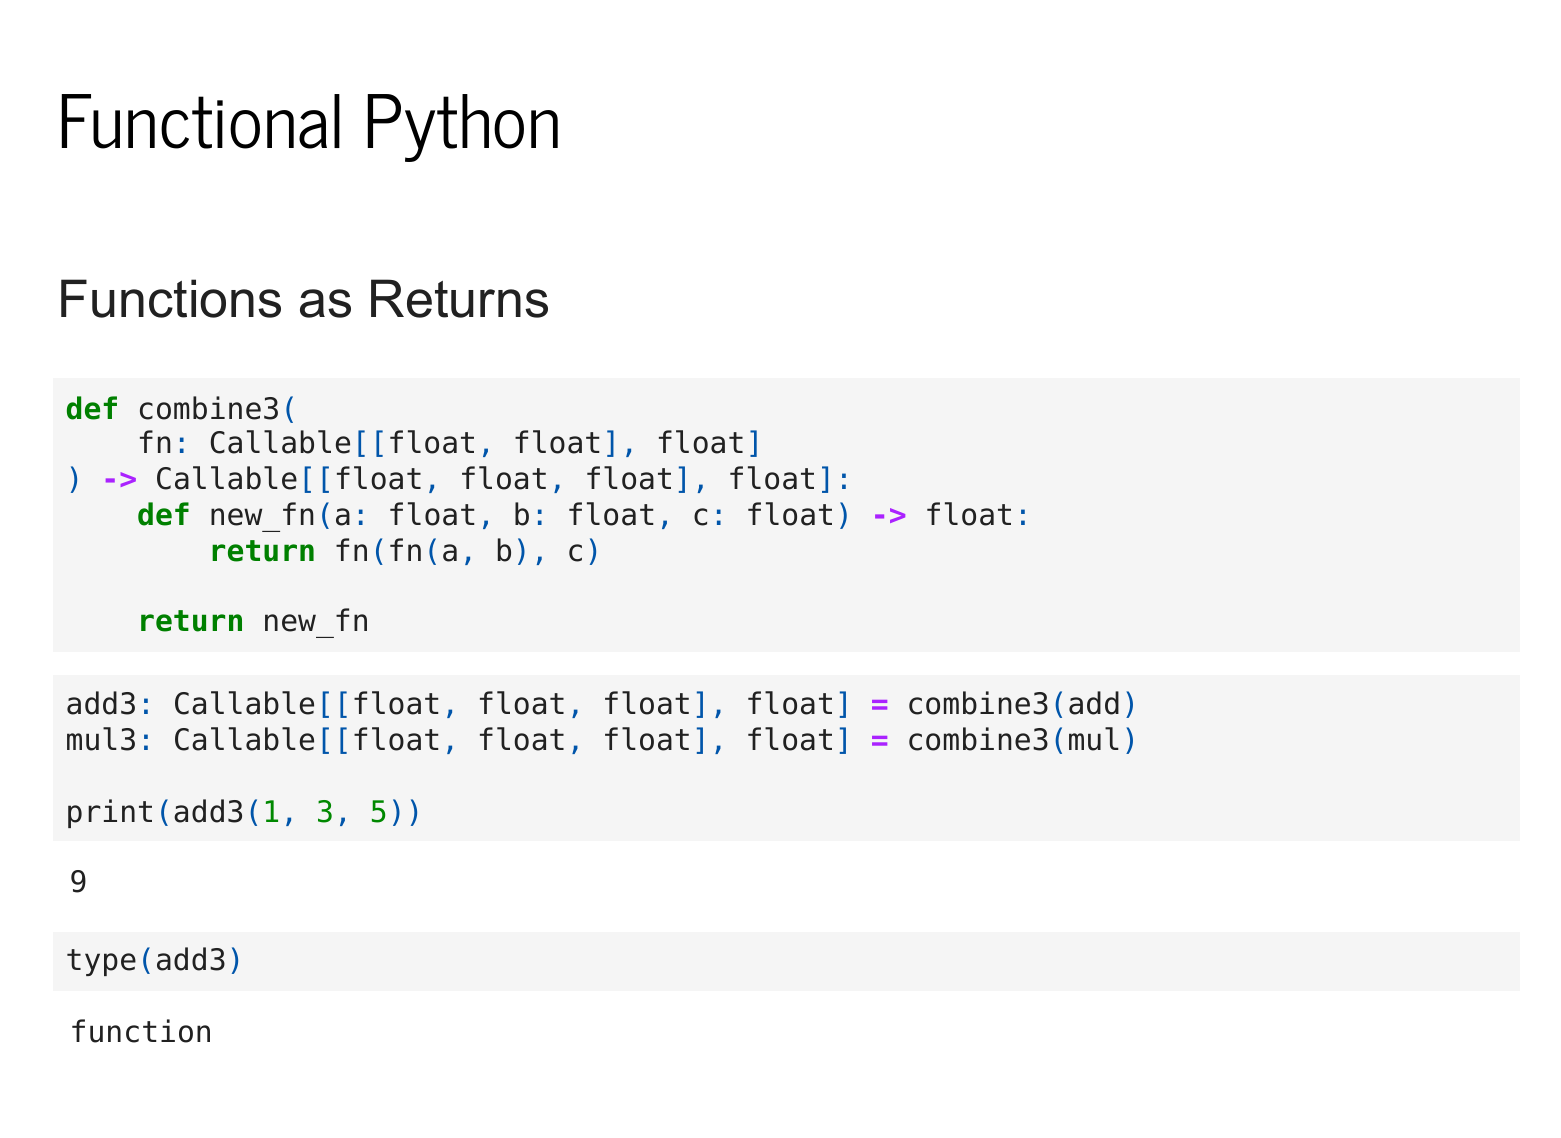 Functional Python
Functions as Returns
def combine3(
    fn: Callable[[float, float], float]
) -> Callable[[float, float, float], float]:
    def new_fn(a: float, b: float, c: float) -> float:
        return fn(fn(a, b), c)

    return new_fn
add3: Callable[[float, float, float], float] = combine3(add)
mul3: Callable[[float, float, float], float] = combine3(mul)

print(add3(1, 3, 5))
9
type(add3)
function